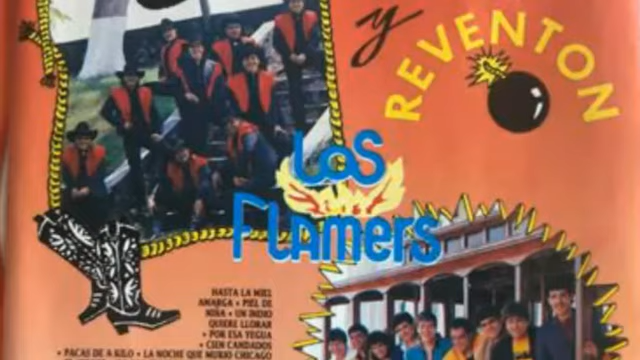 y
REVENTON
Los
FLAmers
HASTA LA MIEL
AMARGA • PIEL DE
NIÑA • UN INDIO
QUIERE LLORAR
• POR ESA YEGUA
• CIEN CANDADOS
• PACAS DE A KILO • LA NOCHE QUE MURIO CHICAGO